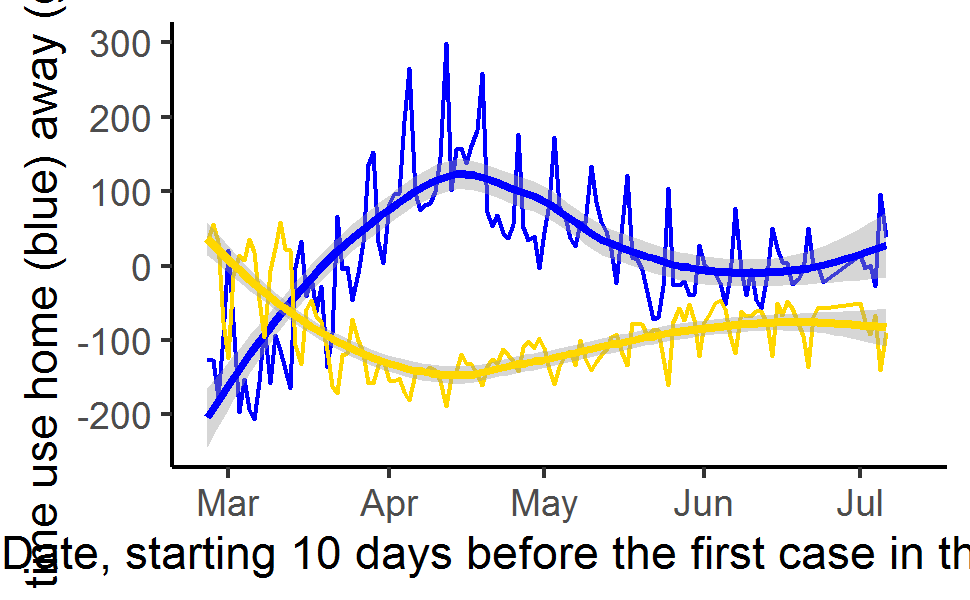 time use home (blue) away (g
300
200
100
0
-100
-200
Mar Apr May Jun Jul
Date, starting 10 days before the first case in th